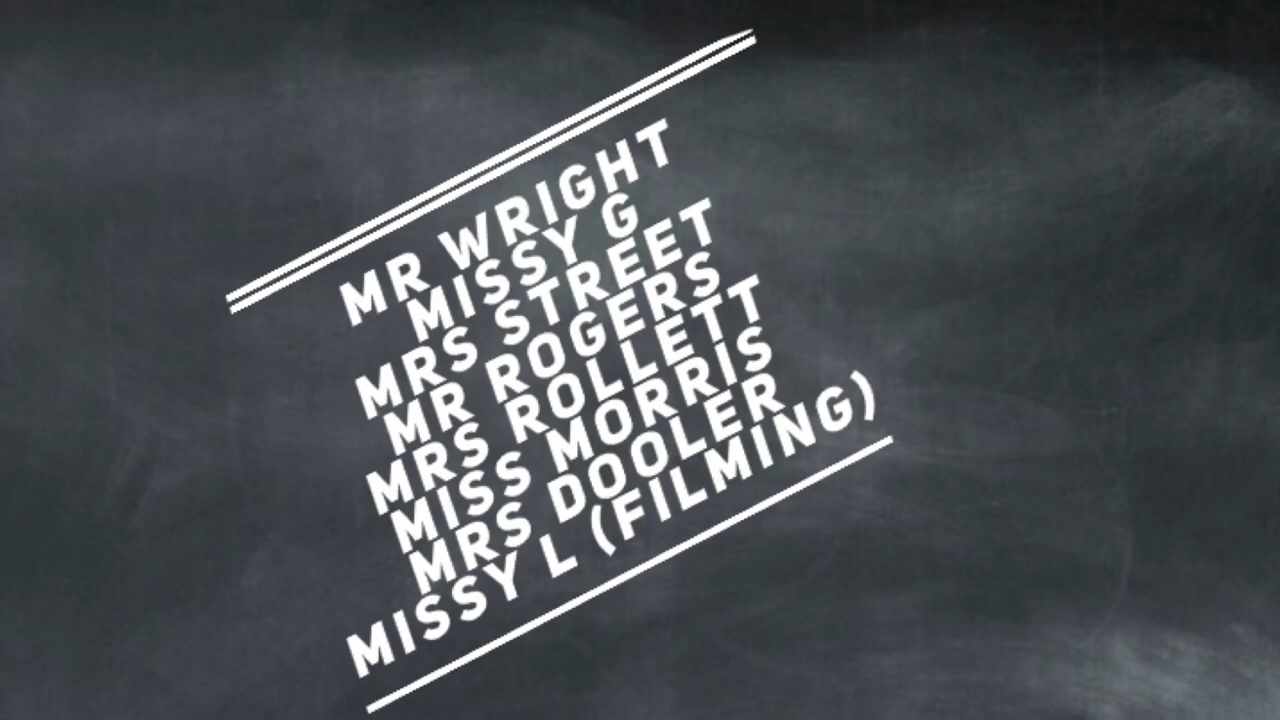 MR WRIGHT
MISSY G
MRS STREET
MR ROGERS
MRS ROLLETT
MISS MORRIS
MRS DOOLER
MISSY L (FILMING)